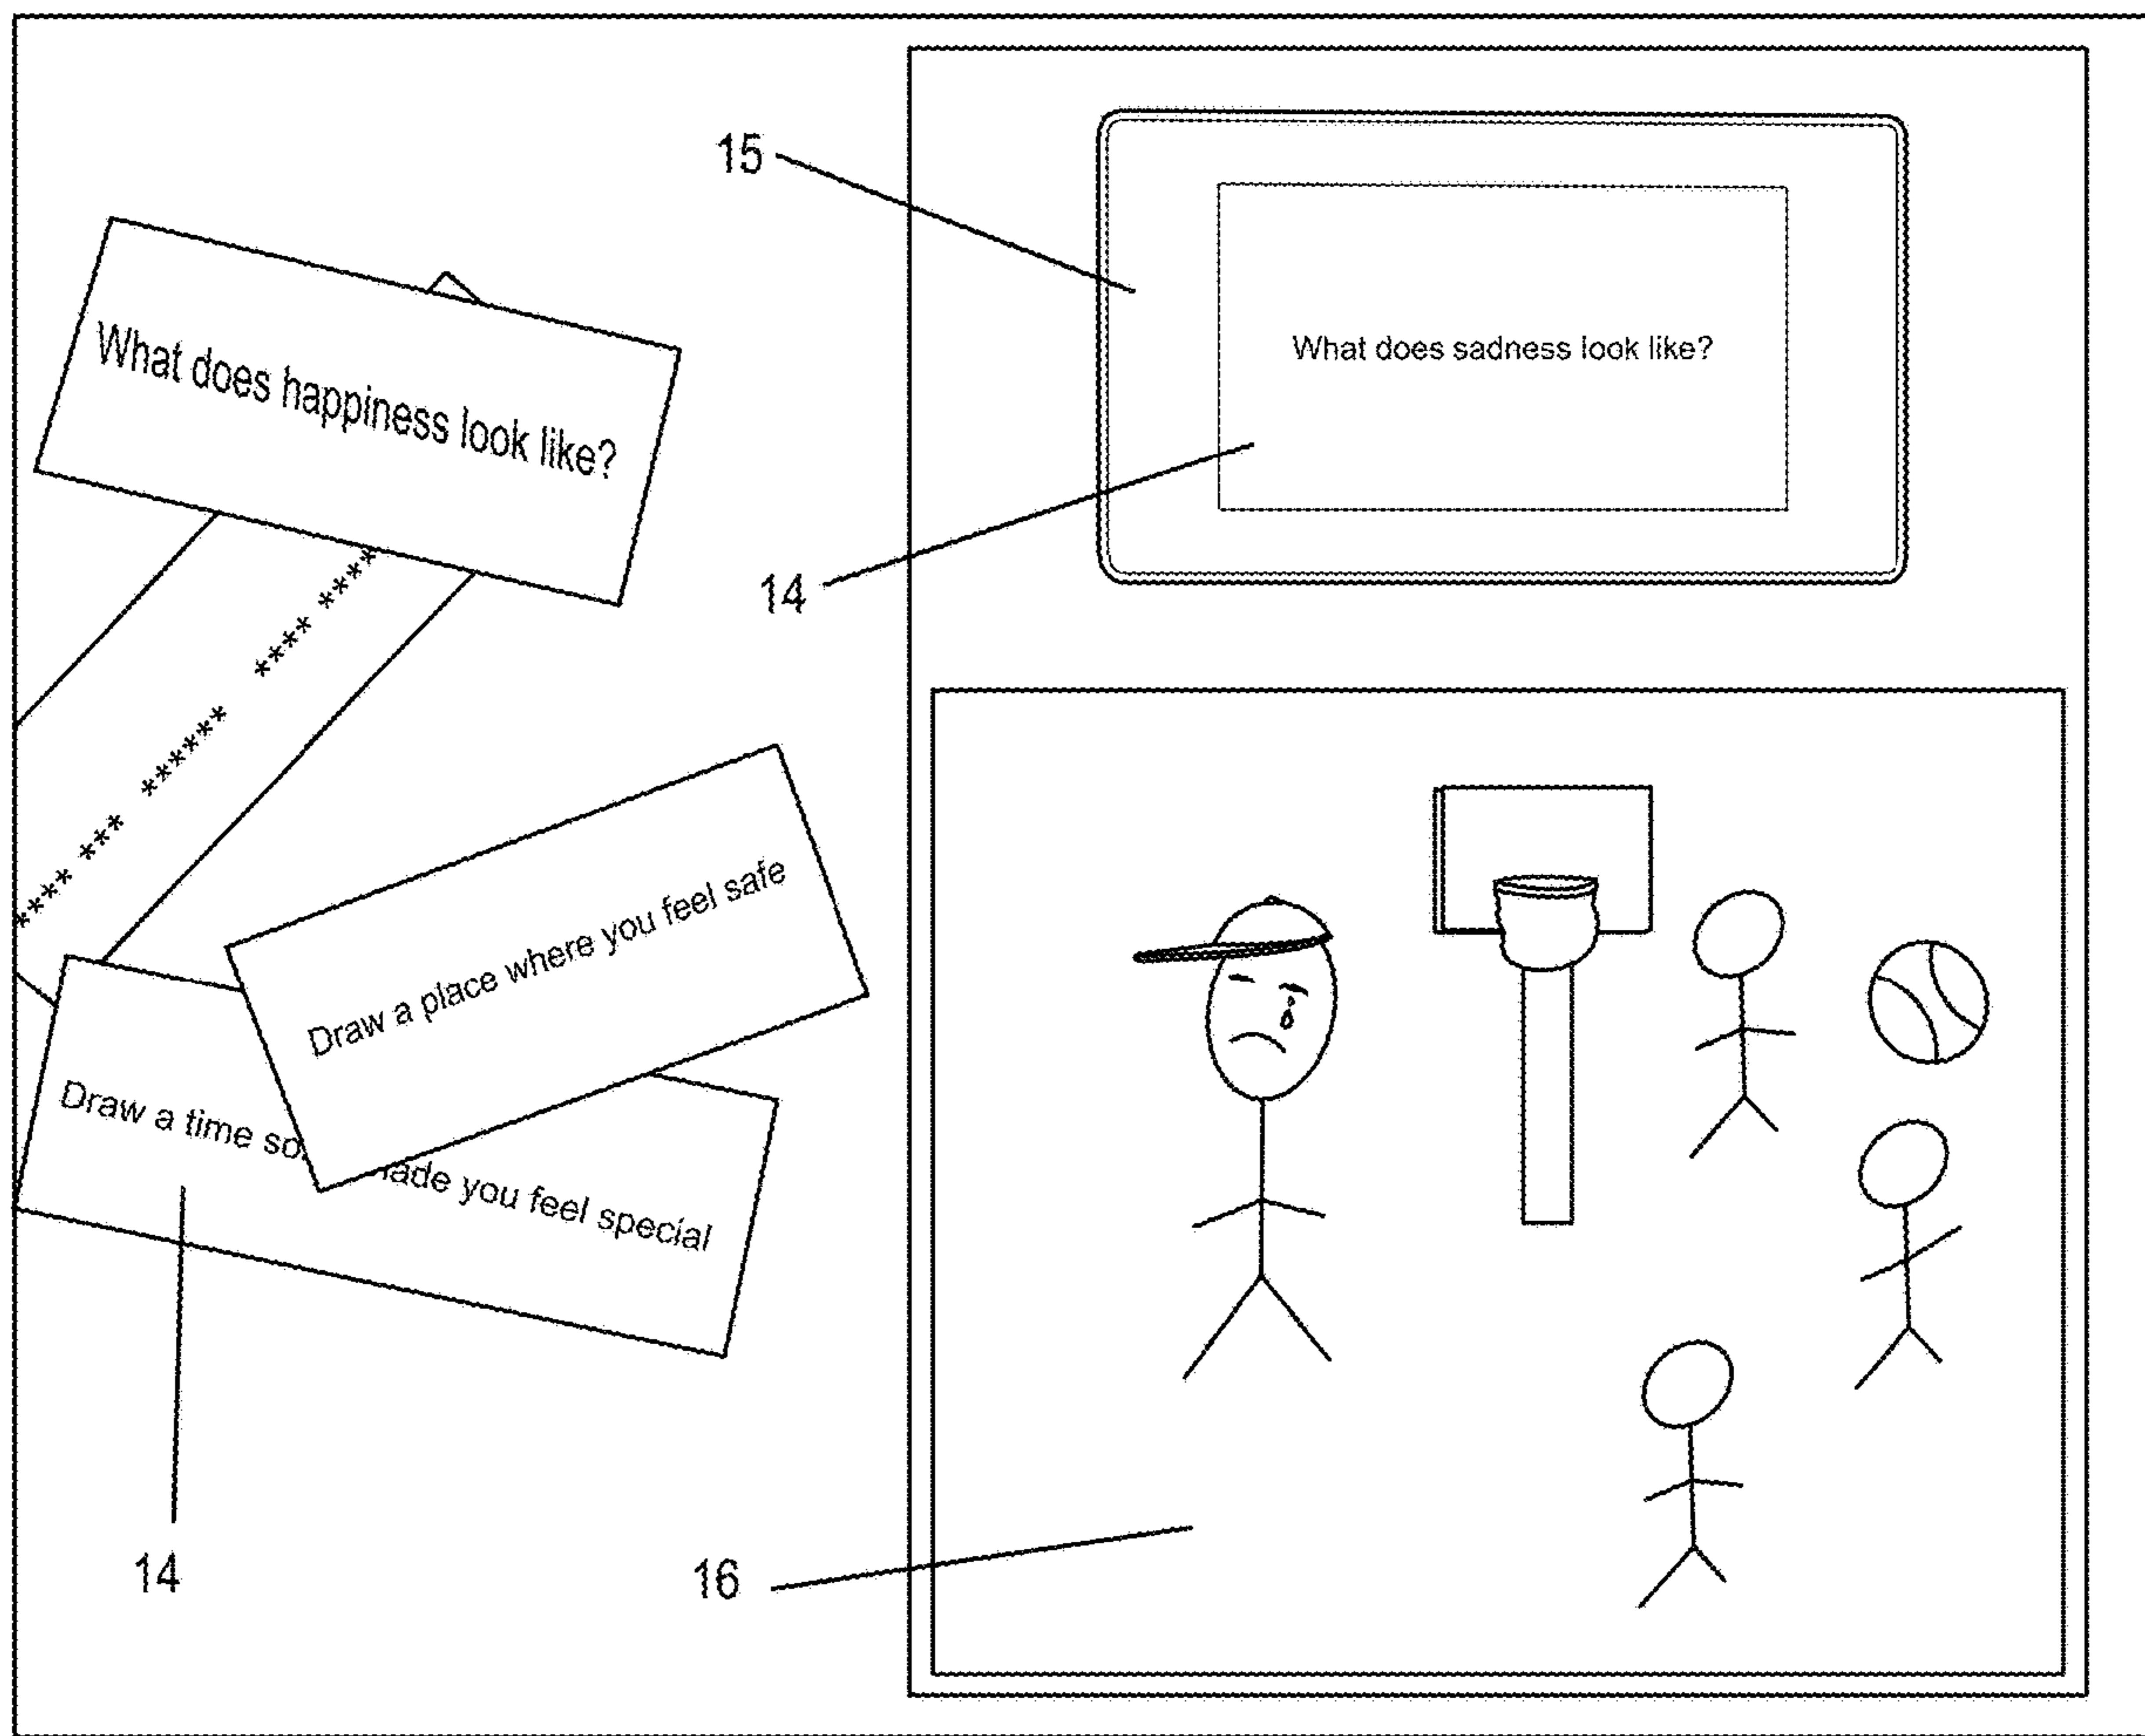 15
What does happiness look like?
What does sadness look like?
14
**** *** ****** **** ****
Draw a place where you feel safe
Draw a time so
ade you feel special
14
16